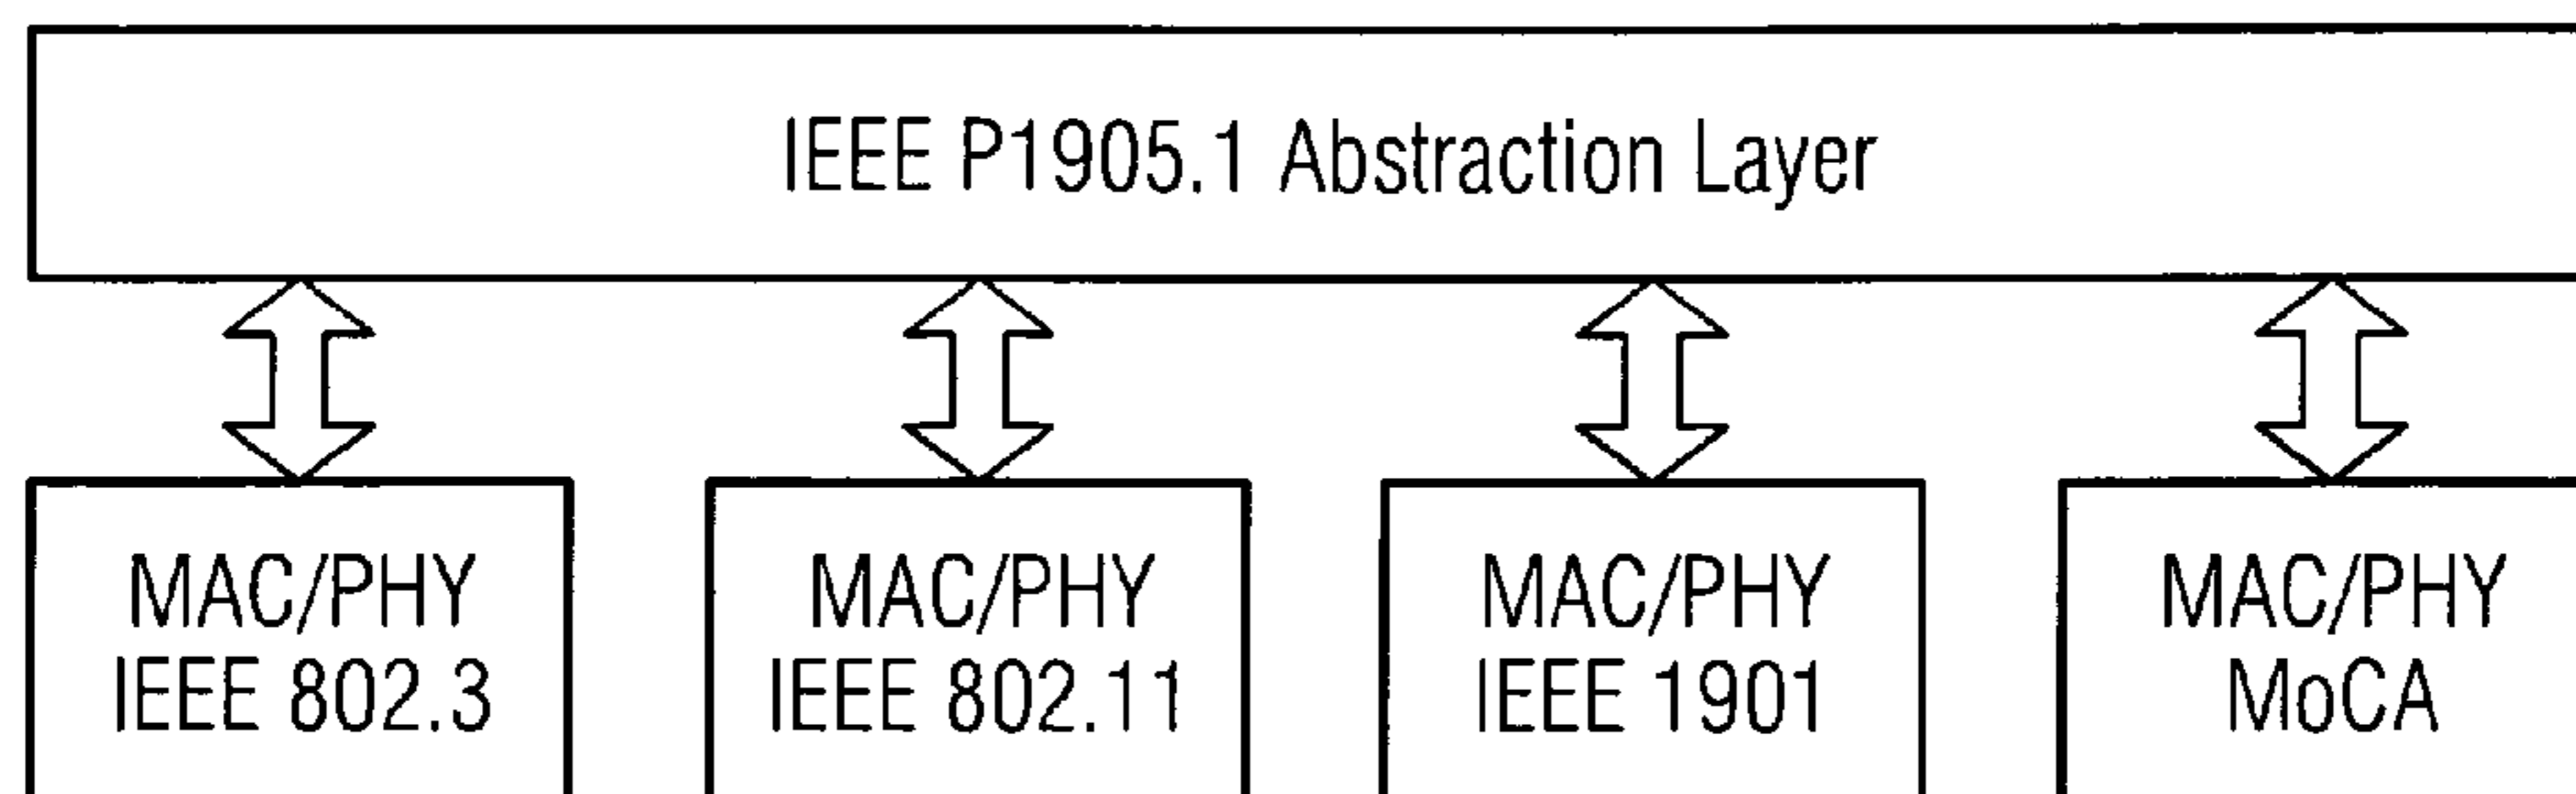 IEEE P1905.1 Abstraction Layer
MAC/PHY
IEEE 802.3
MAC/PHY
IEEE 802.11
MAC/PHY
IEEE 1901
MAC/PHY
MoCA